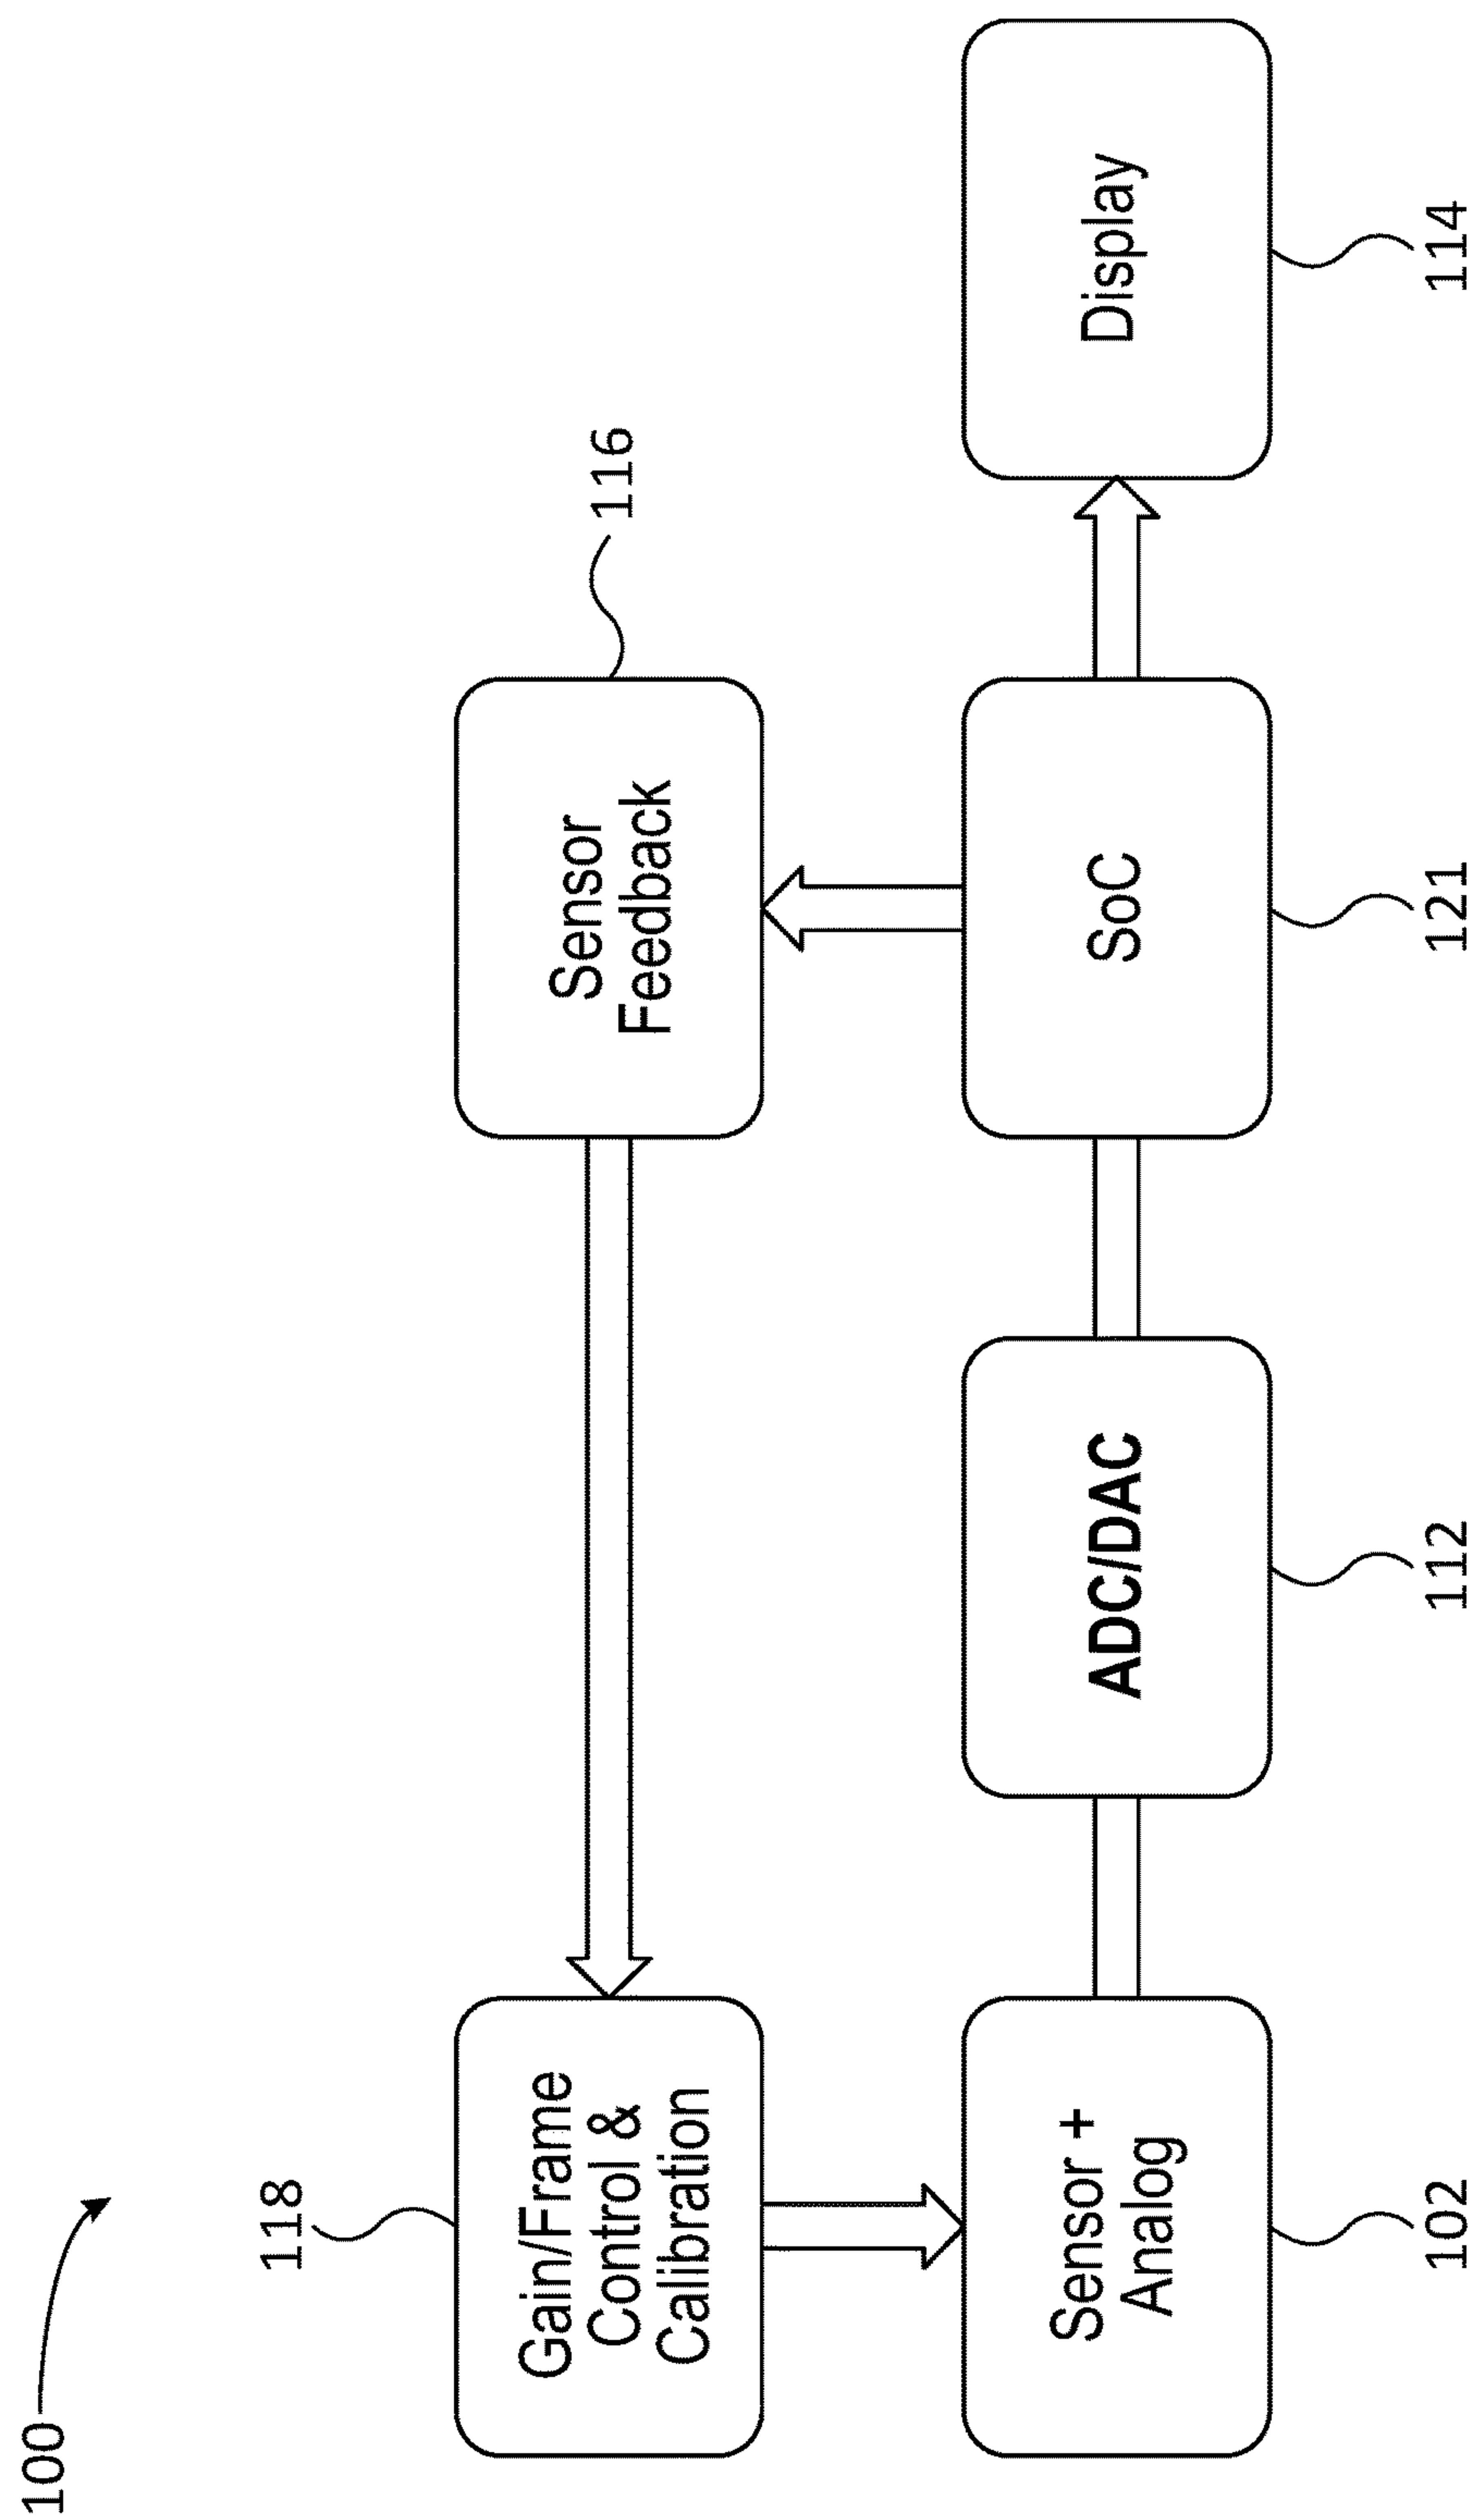 100
118
Gain/Frame
Control &
Calibration
Sensor
Feedback
116
Sensor +
Analog
ADC/DAC
SoC
Display
102
112
121
114